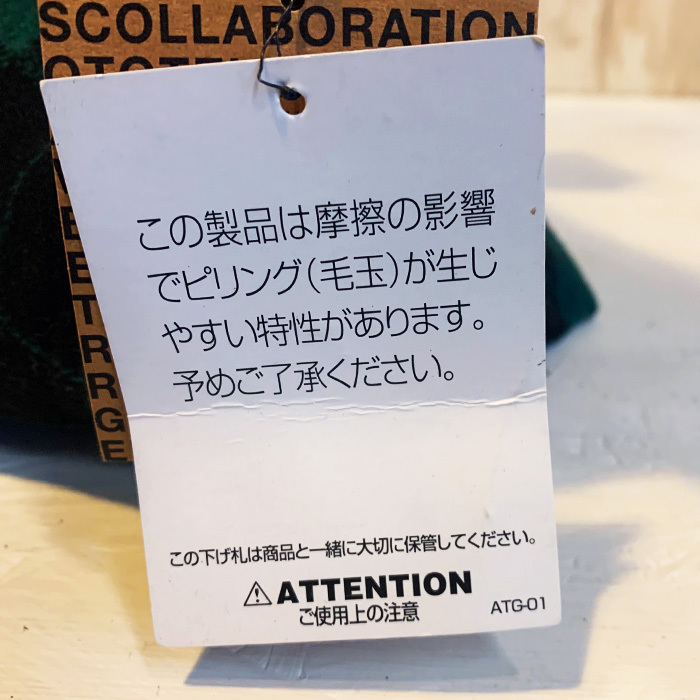 SCOLLABORATION
この製品は摩擦の影響
でピリング(毛玉)が生じ
やすい特性があります。
予めご了承ください。
この下げ札は商品と一緒に大切に保管してください。
⚠ATTENTION
ご使用上の注意
ATG-01